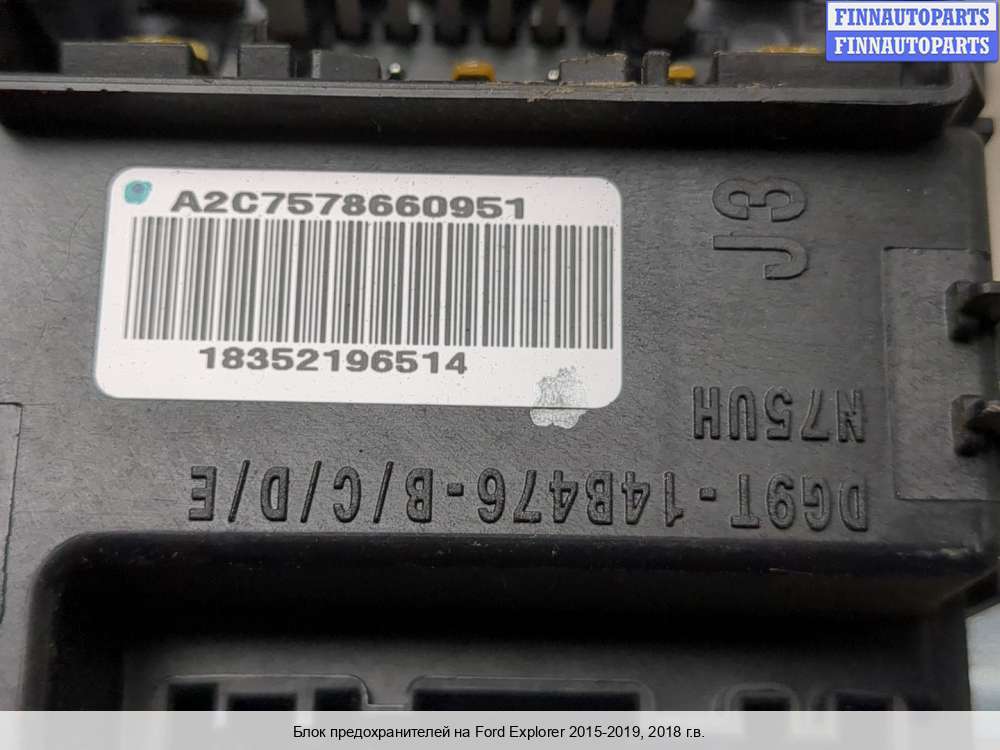 FINNAUTOPARTS
FINNAUTOPARTS
A2C7578660951
18352196514
J3
N75UH
DG9T-14B476-B/C/D/E
Блок предохранителей на Ford Explorer 2015-2019, 2018 г.в.